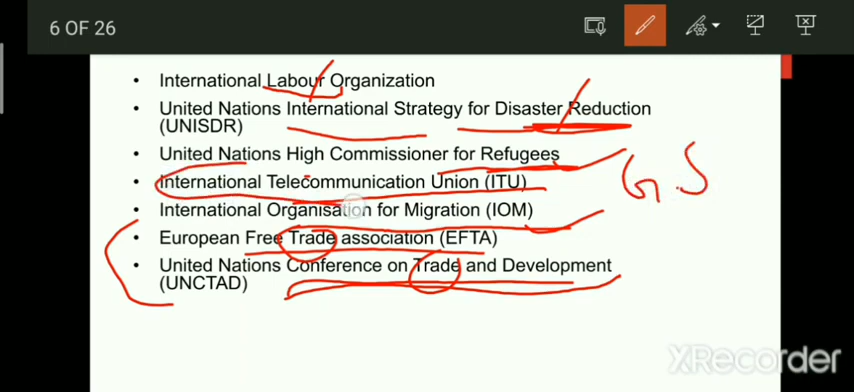 6 OF 26
• International Labour Organization
• United Nations International Strategy for Disaster Reduction
(UNISDR)
• United Nations High Commissioner for Refugees
• International Telecommunication Union (ITU)
G.S
• International Organisation for Migration (IOM)
• European Free Trade association (EFTA)
• United Nations Conference on Trade and Development
(UNCTAD)
XRecorder